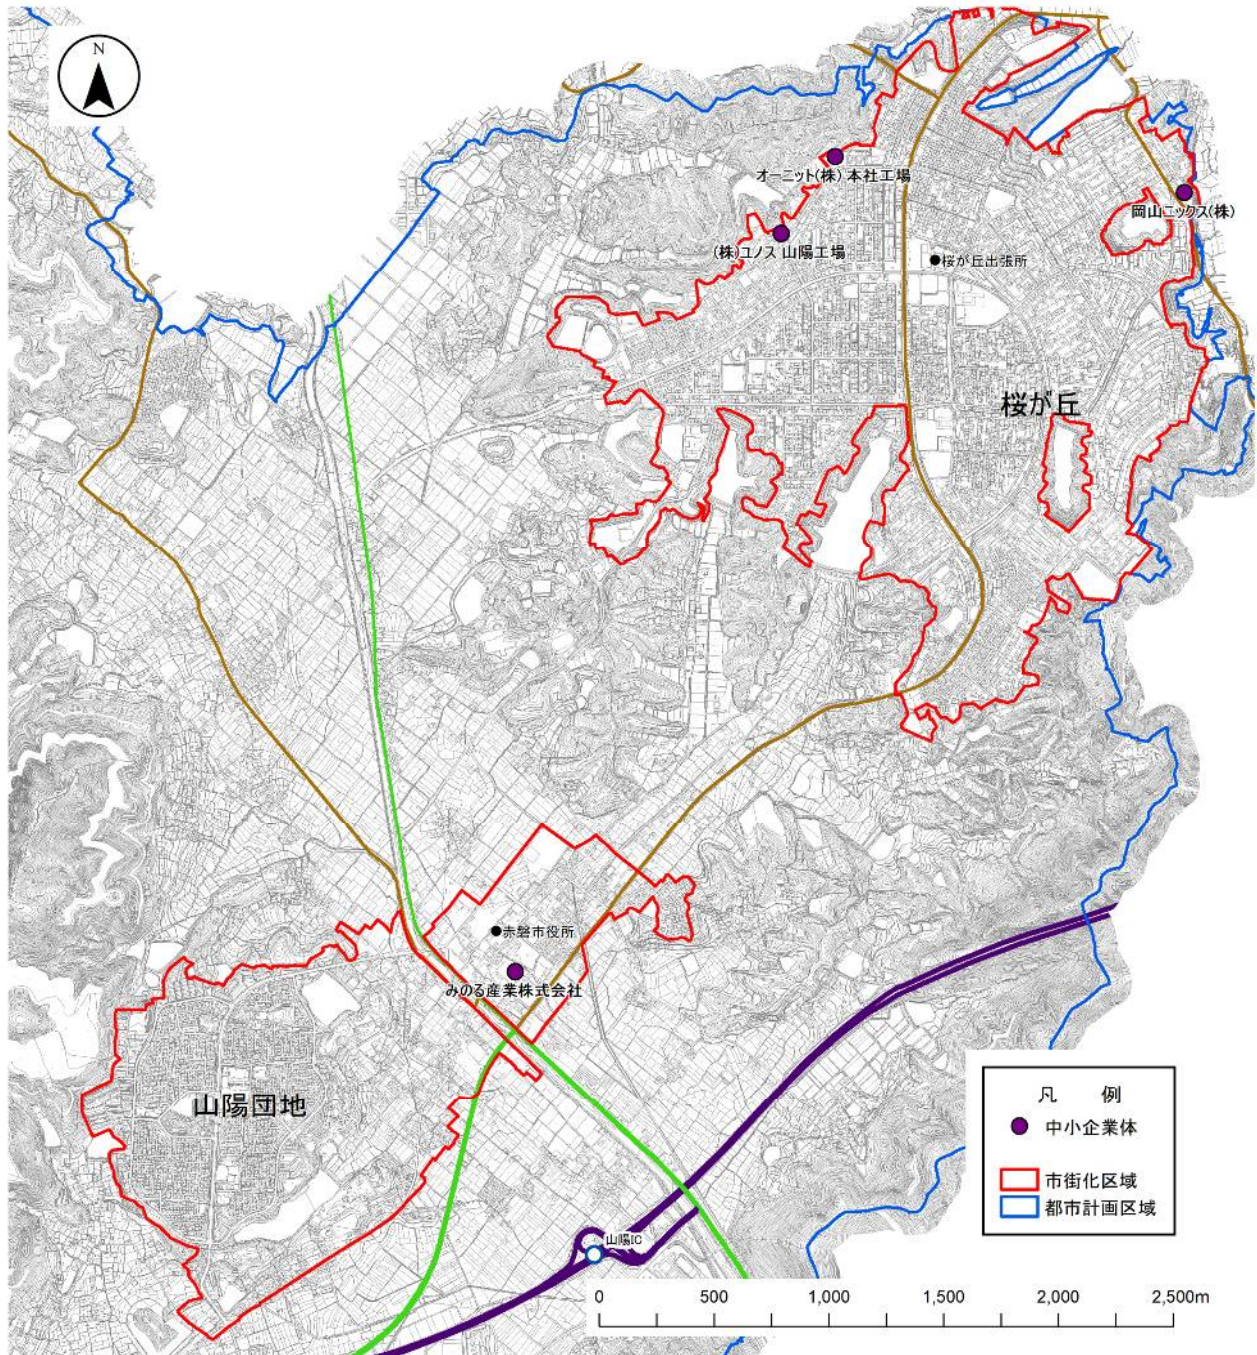 N
オーニット(株) 本社工場
岡山ニックス(株)
(株)ユノス 山陽工場
桜が丘出張所
桜が丘
赤磐市役所
みのる産業株式会社
山陽団地
山陽IC
凡 例
中小企業体
市街化区域
都市計画区域
0 500 1,000 1,500 2,000 2,500m